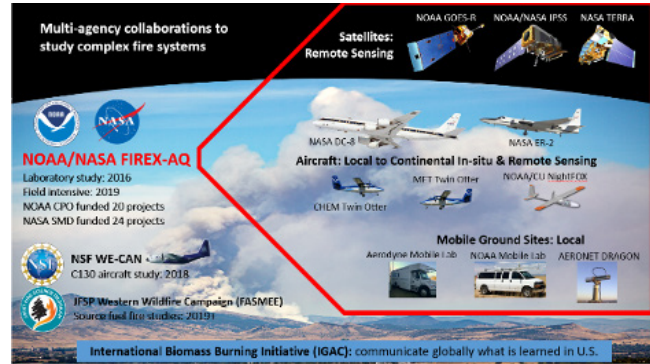 Multi-agency collaborations to
study complex fire systems
NOAA GOES-R
NOAA/NASA JPSS
NASA TERRA
Satellites:
Remote Sensing
NOAA
NASA
NOAA/NASA FIREX-AQ
Laboratory study: 2016
Field intensive: 2019
NOAA CPO funded 20 projects
NASA SMD funded 24 projects
NASA DC-8
NASA ER-2
Aircraft: Local to Continental In-situ & Remote Sensing
CHEM Twin Otter
MET Twin Otter
NOAA/CU NightFOX
Mobile Ground Sites: Local
Aerodyne Mobile Lab
NOAA Mobile Lab
AERONET DRAGON
NSF
NSF WE-CAN
C130 aircraft study: 2018
JFSP Western Wildfire Campaign (FASMEE)
Source fuel fire studies: 2019+
International Biomass Burning Initiative (IGAC): communicate globally what is learned in U.S.